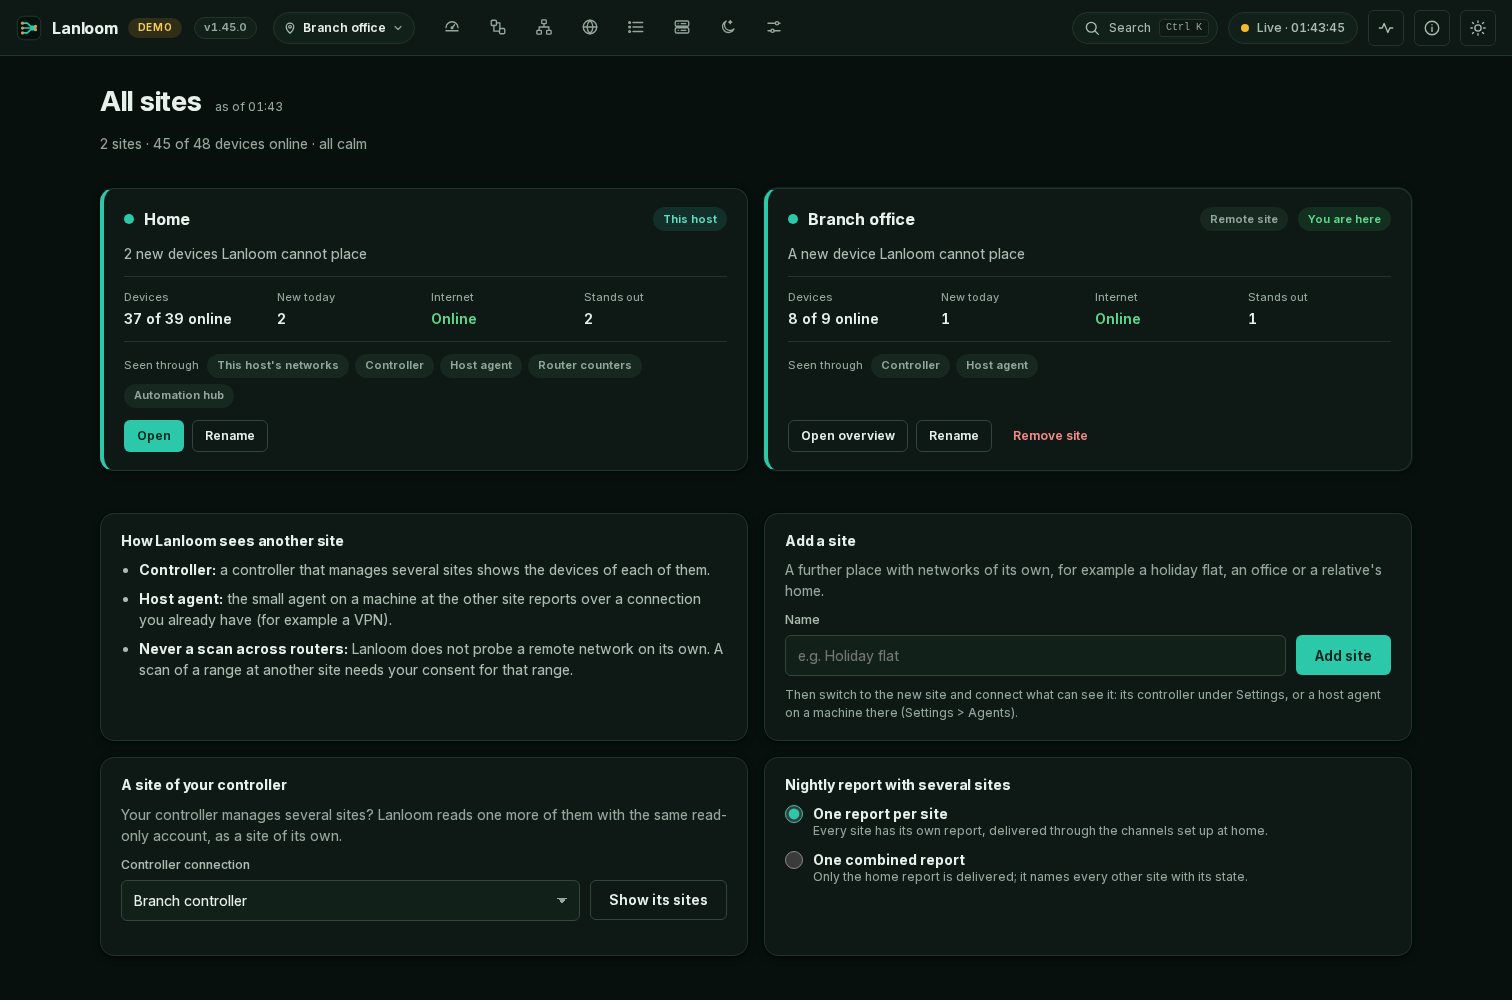 Lanloom DEMO v1.45.0 Branch office Search Ctrl K Live · 01:43:45
All sites as of 01:43
2 sites · 45 of 48 devices online · all calm
Home This host
2 new devices Lanloom cannot place
Devices New today Internet Stands out
37 of 39 online 2 Online 2
Seen through This host's networks Controller Host agent Router counters
Automation hub
Open Rename
Branch office Remote site You are here
A new device Lanloom cannot place
Devices New today Internet Stands out
8 of 9 online 1 Online 1
Seen through Controller Host agent
Open overview Rename Remove site
How Lanloom sees another site
• Controller: a controller that manages several sites shows the devices of each of them.
• Host agent: the small agent on a machine at the other site reports over a connection
you already have (for example a VPN).
• Never a scan across routers: Lanloom does not probe a remote network on its own. A
scan of a range at another site needs your consent for that range.
Add a site
A further place with networks of its own, for example a holiday flat, an office or a relative's
home.
Name
e.g. Holiday flat Add site
Then switch to the new site and connect what can see it: its controller under Settings, or a host agent
on a machine there (Settings > Agents).
A site of your controller
Your controller manages several sites? Lanloom reads one more of them with the same read-
only account, as a site of its own.
Controller connection
Branch controller Show its sites
Nightly report with several sites
One report per site
Every site has its own report, delivered through the channels set up at home.
One combined report
Only the home report is delivered; it names every other site with its state.